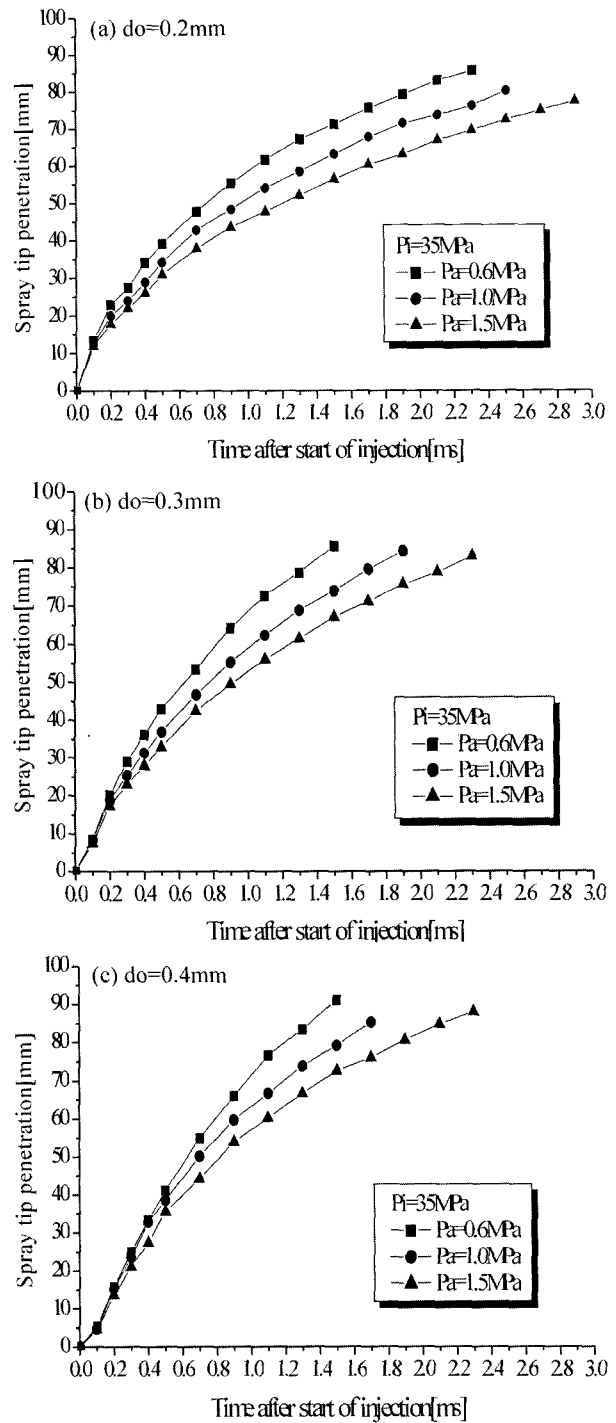 (a) do=0.2mm
100
90
80
70
60
50
40
30
20
10
0
Spray tip penetration[mm]
Pi=35MPa
Pa=0.6MPa
Pa=1.0MPa
Pa=1.5MPa
0.0 0.2 0.4 0.6 0.8 1.0 1.2 1.4 1.6 1.8 2.0 2.2 2.4 2.6 2.8 3.0
Time after start of injection[ms]
(b) do=0.3mm
100
90
80
70
60
50
40
30
20
10
0
Spray tip penetration[mm]
Pi=35MPa
Pa=0.6MPa
Pa=1.0MPa
Pa=1.5MPa
0.0 0.2 0.4 0.6 0.8 1.0 1.2 1.4 1.6 1.8 2.0 2.2 2.4 2.6 2.8 3.0
Time after start of injection[ms]
(c) do=0.4mm
100
90
80
70
60
50
40
30
20
10
0
Spray tip penetration[mm]
Pi=35MPa
Pa=0.6MPa
Pa=1.0MPa
Pa=1.5MPa
0.0 0.2 0.4 0.6 0.8 1.0 1.2 1.4 1.6 1.8 2.0 2.2 2.4 2.6 2.8 3.0
Time after start of injection[ms]